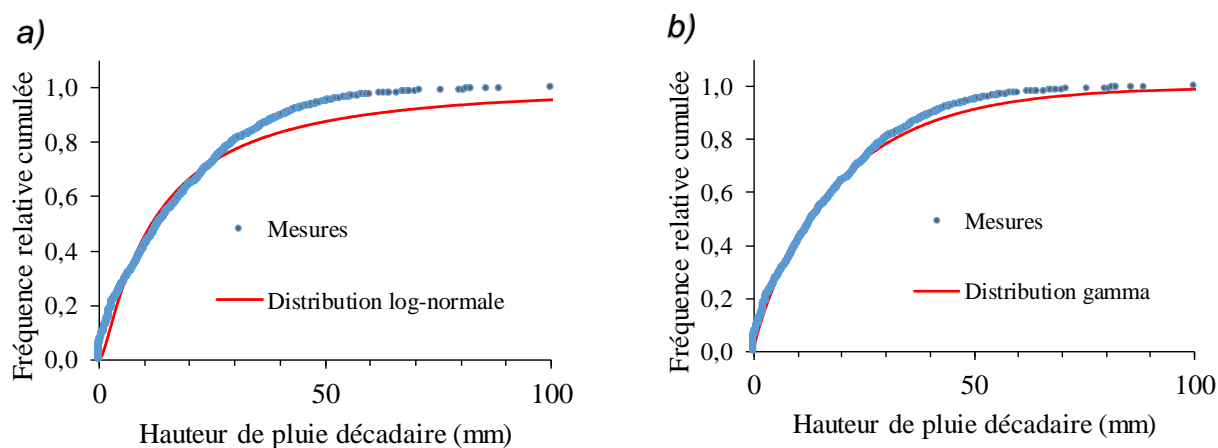 a)
Fréquence relative cumulée
1,0
0,8
0,6
0,4
0,2
0,0
Mesures
Distribution log-normale
0
50
100
Hauteur de pluie décadaire (mm)
b)
Fréquence relative cumulée
1,0
0,8
0,6
0,4
0,2
0,0
Mesures
Distribution gamma
0
50
100
Hauteur de pluie décadaire (mm)